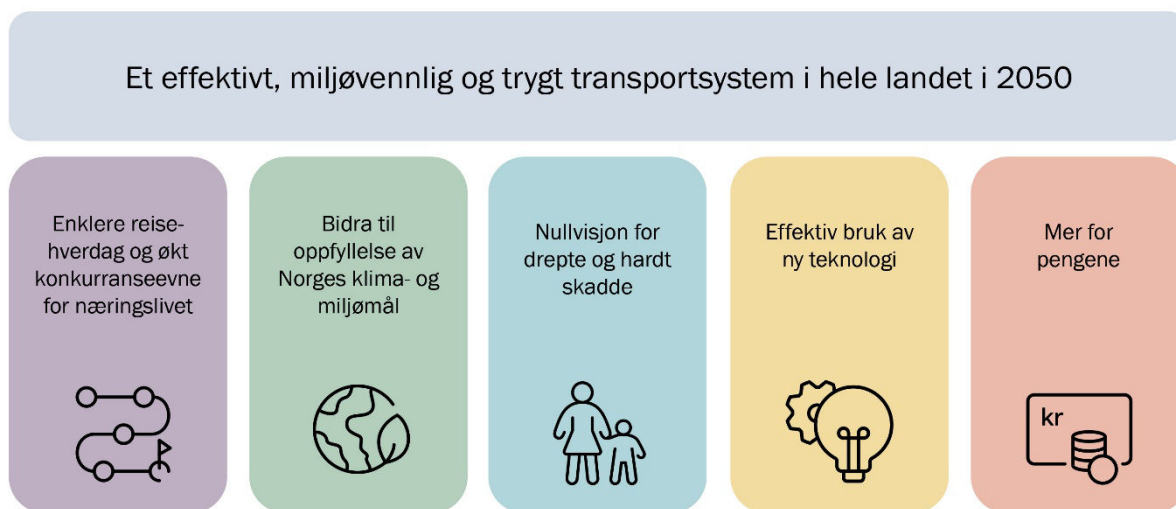 Et effektivt, miljøvennlig og trygt transportsystem i hele landet i 2050
Enklere reise-
hverdag og økt
konkurranseevne
for næringslivet
Bidra til
oppfyllelse av
Norges klima- og
miljømål
Nullvisjon for
drepte og hardt
skadde
Effektiv bruk av
ny teknologi
Mer for
pengene
kr